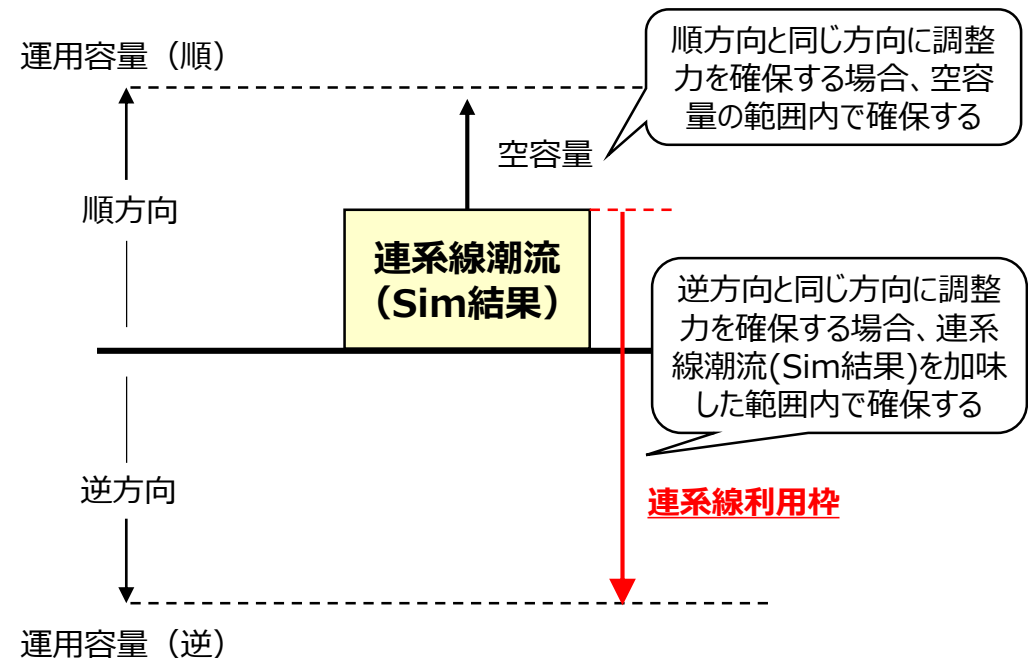 運用容量（順）
順方向と同じ方向に調整
力を確保する場合、空容
量の範囲内で確保する
空容量
順方向
連系線潮流
（Sim結果）
逆方向と同じ方向に調整
力を確保する場合、連系
線潮流(Sim結果)を加味
した範囲内で確保する
逆方向
連系線利用枠
運用容量（逆）